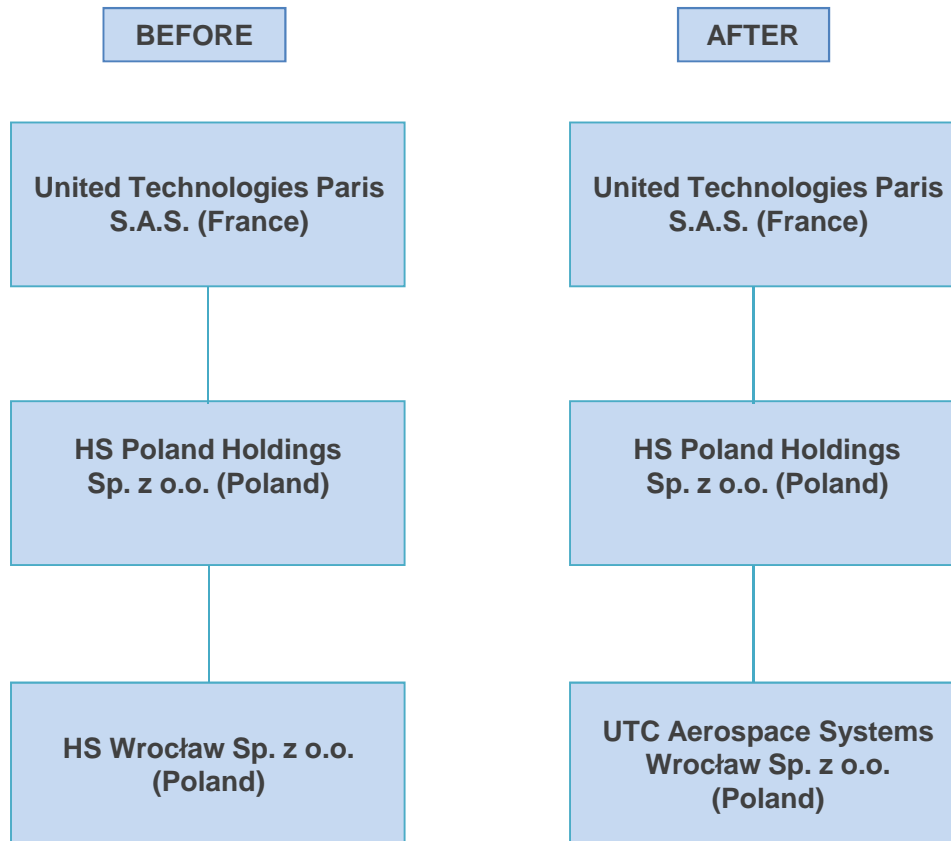 BEFORE
United Technologies Paris
S.A.S. (France)
HS Poland Holdings
Sp. z o.o. (Poland)
HS Wrocław Sp. z o.o.
(Poland)
AFTER
United Technologies Paris
S.A.S. (France)
HS Poland Holdings
Sp. z o.o. (Poland)
UTC Aerospace Systems
Wrocław Sp. z o.o.
(Poland)